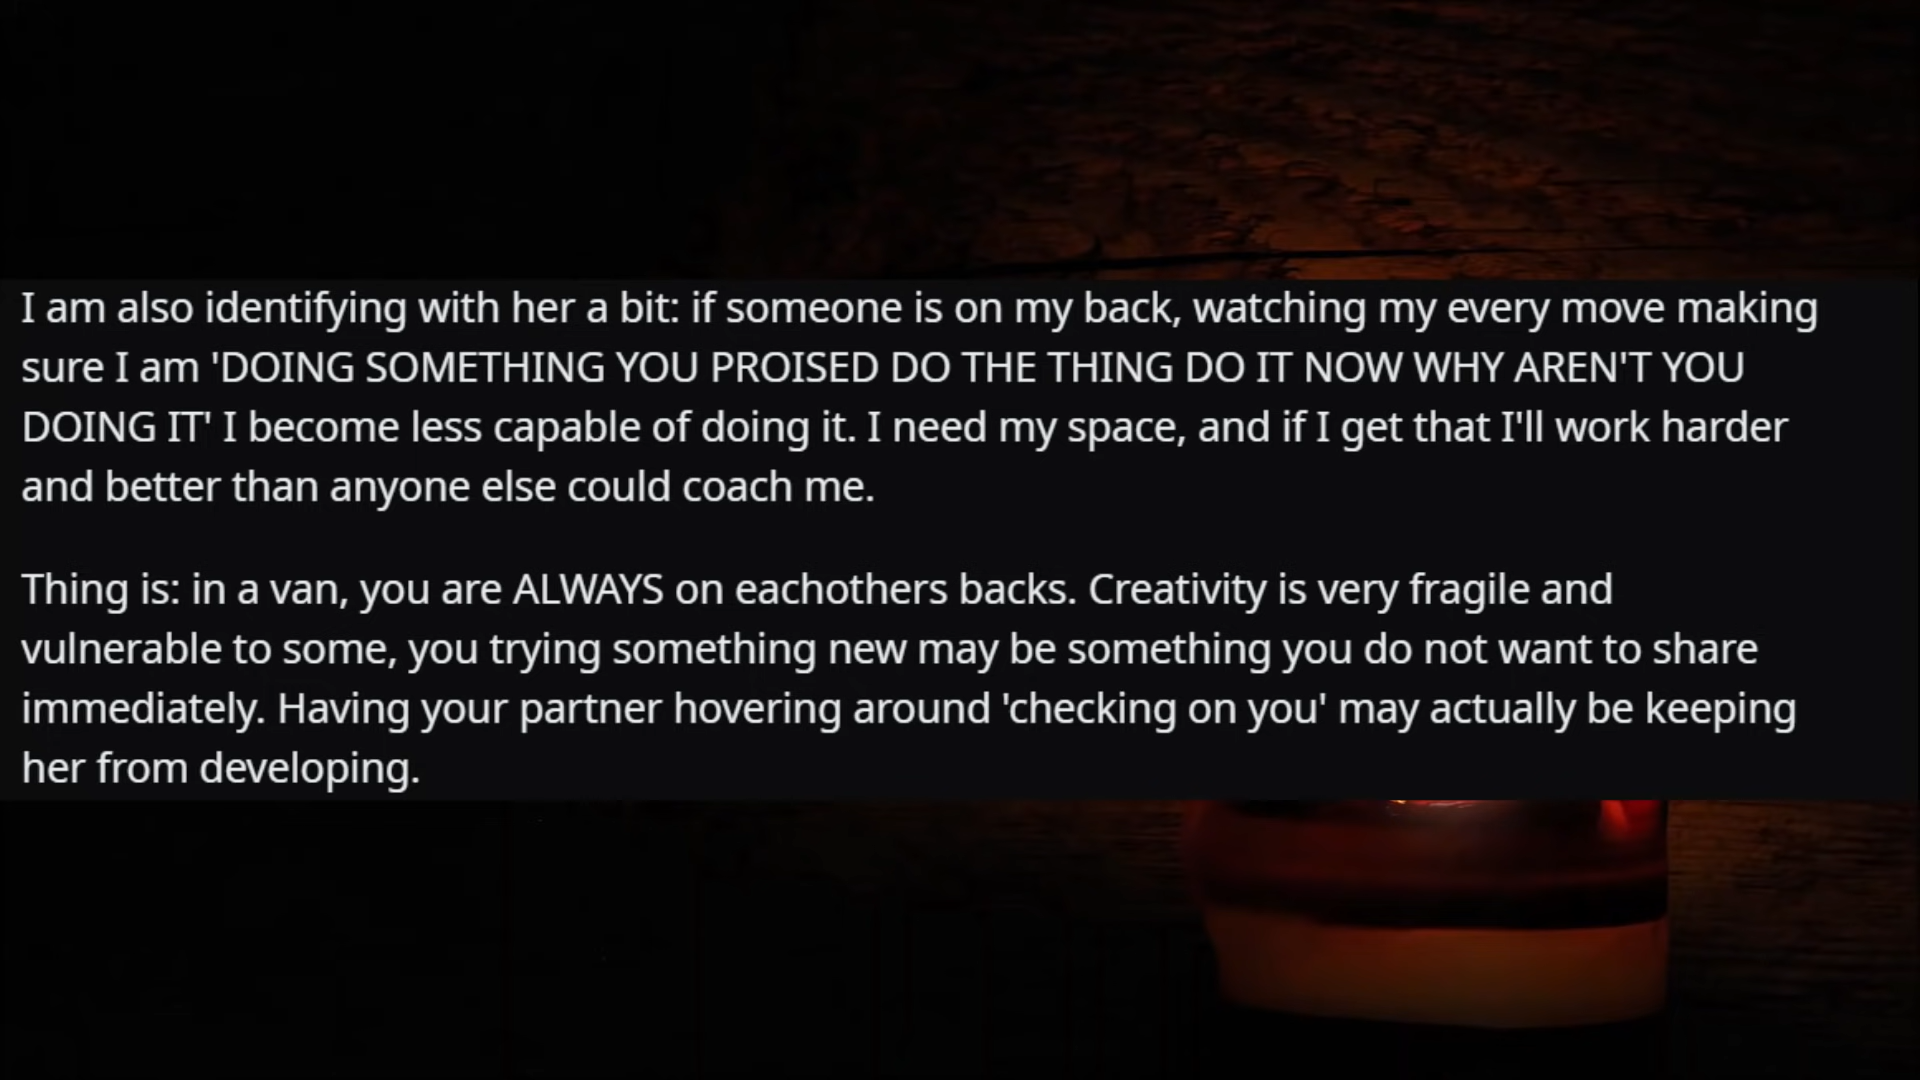 I am also identifying with her a bit: if someone is on my back, watching my every move making
sure I am 'DOING SOMETHING YOU PROISED DO THE THING DO IT NOW WHY AREN'T YOU
DOING IT' I become less capable of doing it. I need my space, and if I get that I'll work harder
and better than anyone else could coach me.
Thing is: in a van, you are ALWAYS on eachothers backs. Creativity is very fragile and
vulnerable to some, you trying something new may be something you do not want to share
immediately. Having your partner hovering around 'checking on you' may actually be keeping
her from developing.